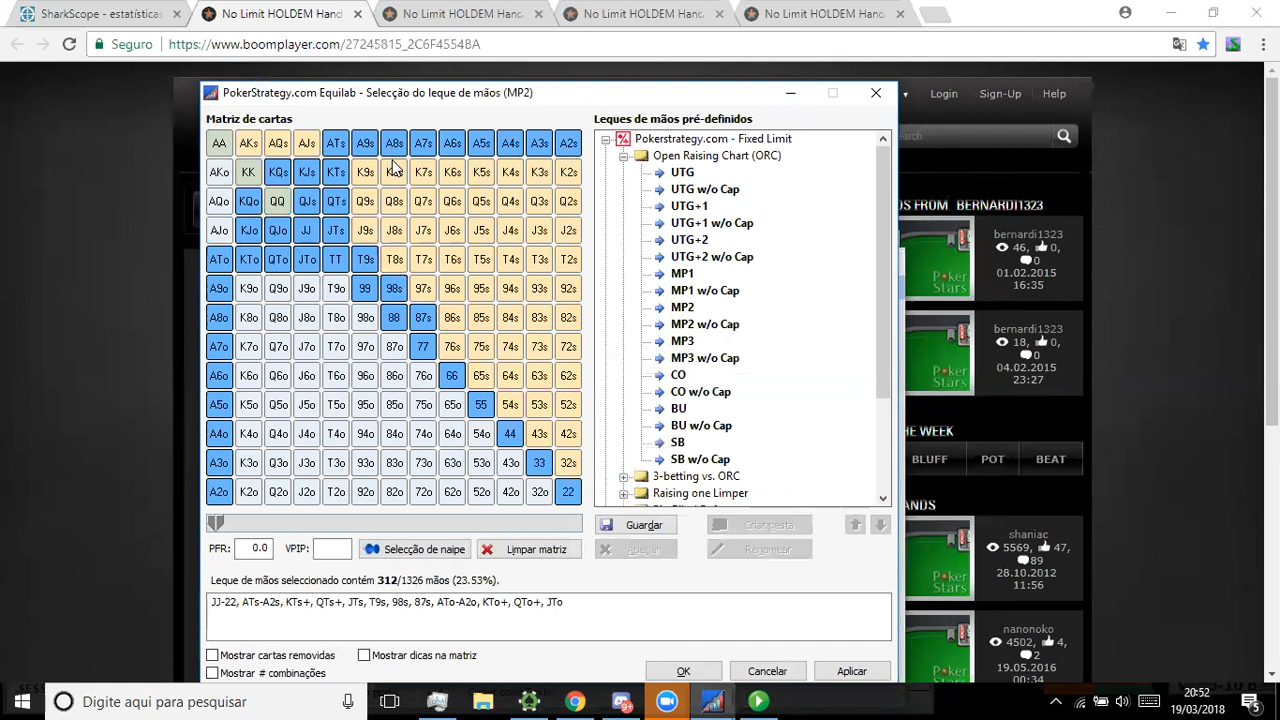 SharkScope - estatísticas
No Limit HOLDEM Hand
No Limit HOLDEM Hand
No Limit HOLDEM Hand
No Limit HOLDEM Hand
Seguro
https://www.boomplayer.com/27245815_2C6F4554BA
Login
Sign-Up
Help
PokerStrategy.com Equilab - Selecção do leque de mãos (MP2)
Matriz de cartas
Leques de mãos pré-definidos
AA AKs AQs AJs ATs A9s A8s A7s A6s A5s A4s A3s A2s
AKo KK KQs KJs KTs K9s K7s K6s K5s K4s K3s K2s
AQo KQo QQ QJs QTs Q9s Q8s Q7s Q6s Q5s Q4s Q3s Q2s
AJo KJo QJo JJ JTs J9s J8s J7s J6s J5s J4s J3s J2s
ATo KTo QTo JTo TT T9s T8s T7s T6s T5s T4s T3s T2s
A9o K9o Q9o J9o T9o 99 98s 97s 96s 95s 94s 93s 92s
A8o K8o Q8o J8o T8o 98o 88 87s 86s 85s 84s 83s 82s
A7o K7o Q7o J7o T7o 97o 87o 77 76s 75s 74s 73s 72s
A6o K6o Q6o J6o T6o 96o 86o 76o 66 65s 64s 63s 62s
A5o K5o Q5o J5o T5o 95o 85o 75o 65o 55 54s 53s 52s
A4o K4o Q4o J4o T4o 94o 84o 74o 64o 54o 44 43s 42s
A3o K3o Q3o J3o T3o 93o 83o 73o 63o 53o 43o 33 32s
A2o K2o Q2o J2o T2o 92o 82o 72o 62o 52o 42o 32o 22
Pokerstrategy.com - Fixed Limit
Open Raising Chart (ORC)
UTG
UTG w/o Cap
UTG+1
UTG+1 w/o Cap
UTG+2
UTG+2 w/o Cap
MP1
MP1 w/o Cap
MP2
MP2 w/o Cap
MP3
MP3 w/o Cap
CO
CO w/o Cap
BU
BU w/o Cap
SB
SB w/o Cap
3-betting vs. ORC
Raising one Limper
Guardar
Criar pasta
Apagar
Renomear
PFR:
0.0
VPIP:
Selecção de naipe
Limpar matriz
Leque de mãos seleccionado contém 312/1326 mãos (23.53%).
JJ-22, ATs-A2s, KTs+, QTs+, JTs, T9s, 98s, 87s, ATo-A2o, KTo+, QTo+, JTo
Mostrar cartas removidas
Mostrar dicas na matriz
Mostrar # combinações
OK
Cancelar
Aplicar
FROM BERNARDI1323
bernardi1323
46, 0,
0
01.02.2015
16:35
bernardi1323
18, 0,
0
04.02.2015
23:27
HE WEEK
BLUFF
POT
BEAT
ANDS
shaniac
5569, 47,
89
28.10.2012
11:56
nanonoko
4502, 4,
2
19.05.2016
Poker Stars
Poker Stars
Poker Stars
Digite aqui para pesquisar
20:52
19/03/2018
5